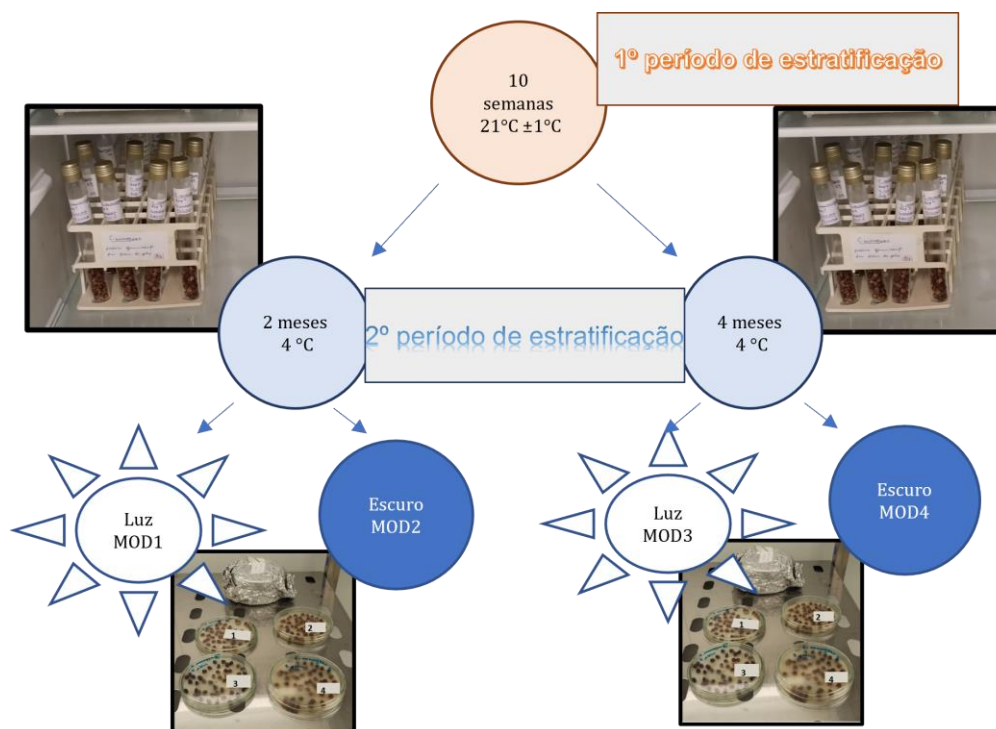 1º período de estratificação
10
semanas
21°C ±1°C
2 meses
4 °C
2º período de estratificação
4 meses
4 °C
Luz
MOD1
Escuro
MOD2
Luz
MOD3
Escuro
MOD4
1
2
3
4
1
2
3
4